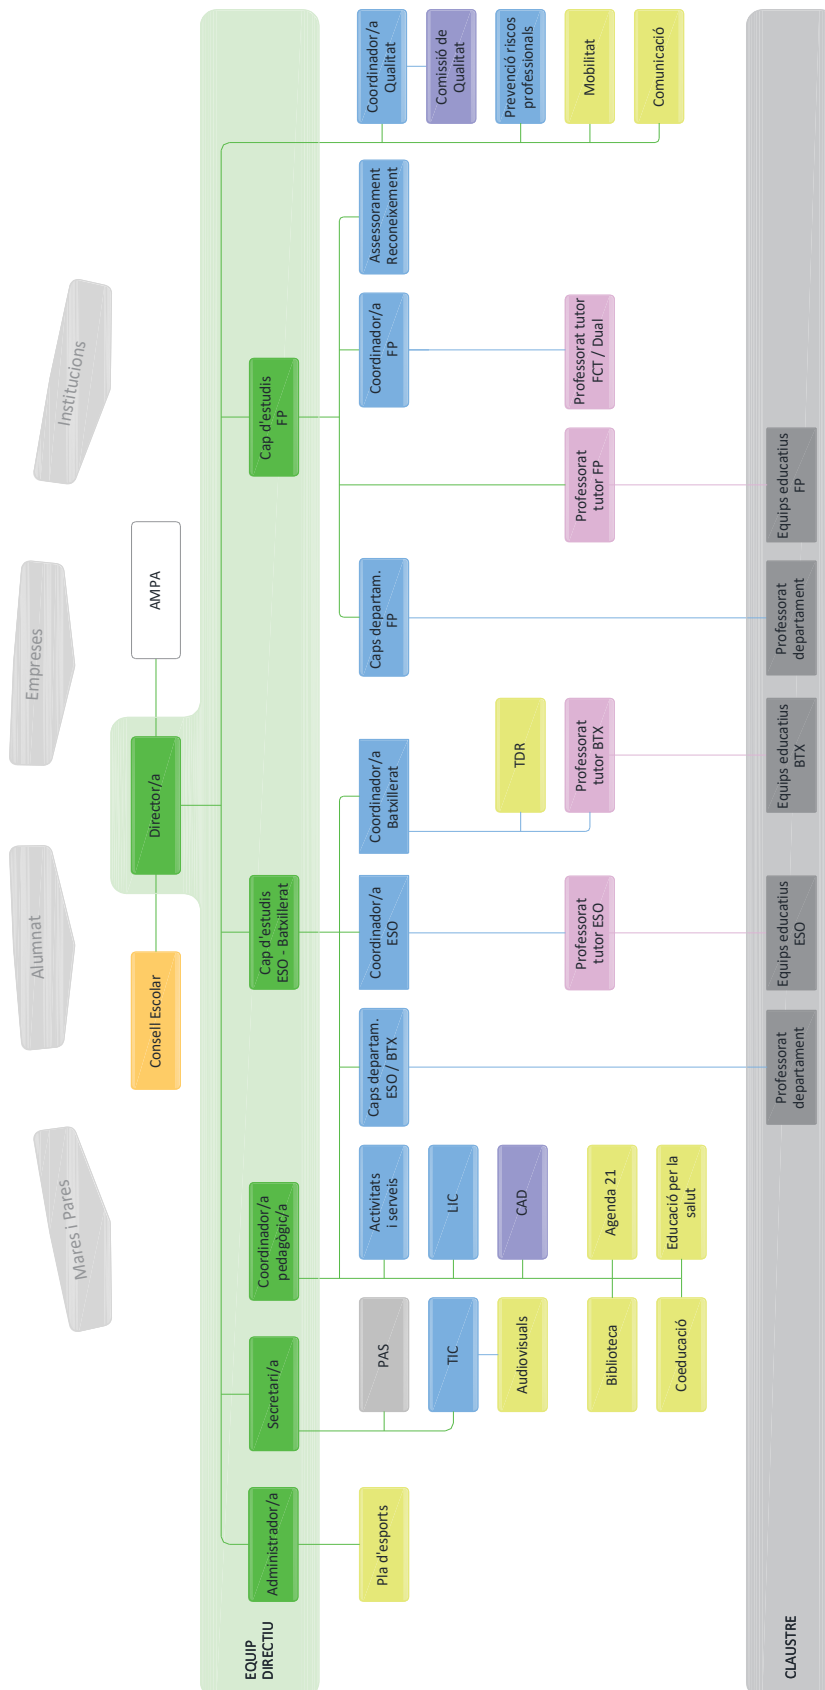 Mares i Pares
Alumnat
Empreses
Institucions
Consell Escolar
Director/a
AMPA
EQUIP
DIRECTIU
Administrador/a
Secretari/a
Coordinador/a
pedagògic/a
Cap d'estudis
ESO - Batxillerat
Cap d'estudis
FP
Pla d'esports
PAS
TIC
Audiovisuals
Activitats
i serveis
LIC
CAD
Biblioteca
Agenda 21
Coeducació
Educació per la
salut
Caps departam.
ESO / BTX
Coordinador/a
ESO
Coordinador/a
Batxillerat
Caps departam.
FP
Coordinador/a
FP
Assessorament
Reconeixement
Coordinador/a
Qualitat
Comissió de
Qualitat
Prevenció riscos
professionals
Mobilitat
Comunicació
TDR
Professorat
tutor ESO
Professorat
tutor BTX
Professorat
tutor FP
Professorat tutor
FCT / Dual
CLAUSTRE
Professorat
departament
Equips educatius
ESO
Equips educatius
BTX
Professorat
departament
Equips educatius
FP